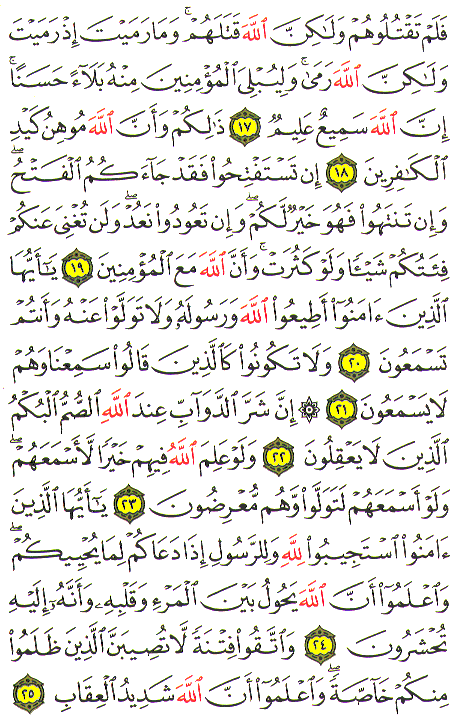 فَلَمْ تَقْتُلُوهُمْ وَلَٰكِنَّ ٱللَّهَ قَتَلَهُمْ ۚ وَمَا رَمَيْتَ إِذْ رَمَيْتَ
وَلَٰكِنَّ ٱللَّهَ رَمَىٰ ۚ وَلِيُبْلِىَ ٱلْمُؤْمِنِينَ مِنْهُ بَلَآءً حَسَنًا ۚ
إِنَّ ٱللَّهَ سَمِيعٌ عَلِيمٌ ١٧ ذَٰلِكُمْ وَأَنَّ ٱللَّهَ مُوهِنُ كَيْدِ
ٱلْكَٰفِرِينَ ١٨ إِن تَسْتَفْتِحُوا۟ فَقَدْ جَآءَكُمُ ٱلْفَتْحُ ۖ
وَإِن تَنتَهُوا۟ فَهُوَ خَيْرٌ لَّكُمْ ۖ وَإِن تَعُودُوا۟ نَعُدْ وَلَن تُغْنِىَ عَنكُمْ
فِئَتُكُمْ شَيْـًٔا وَلَوْ كَثُرَتْ ۚ وَأَنَّ ٱللَّهَ مَعَ ٱلْمُؤْمِنِينَ ١٩ يَٰٓأَيُّهَا
ٱلَّذِينَ ءَامَنُوٓا۟ أَطِيعُوا۟ ٱللَّهَ وَرَسُولَهُۥ وَلَا تَوَلَّوْا۟ عَنْهُ وَأَنتُمْ
تَسْمَعُونَ ٢٠ وَلَا تَكُونُوا۟ كَٱلَّذِينَ قَالُوا۟ سَمِعْنَا وَهُمْ
لَا يَسْمَعُونَ ٢١ ۞ إِنَّ شَرَّ ٱلدَّوَآبِّ عِندَ ٱللَّهِ ٱلصُّمُّ ٱلْبُكْمُ
ٱلَّذِينَ لَا يَعْقِلُونَ ٢٢ وَلَوْ عَلِمَ ٱللَّهُ فِيهِمْ خَيْرًا لَّأَسْمَعَهُمْ ۖ
وَلَوْ أَسْمَعَهُمْ لَتَوَلَّوا۟ وَّهُم مُّعْرِضُونَ ٢٣ يَٰٓأَيُّهَا ٱلَّذِينَ
ءَامَنُوا۟ ٱسْتَجِيبُوا۟ لِلَّهِ وَلِلرَّسُولِ إِذَا دَعَاكُمْ لِمَا يُحْيِيكُمْ ۖ
وَٱعْلَمُوٓا۟ أَنَّ ٱللَّهَ يَحُولُ بَيْنَ ٱلْمَرْءِ وَقَلْبِهِۦ وَأَنَّهُۥٓ إِلَيْهِ
تُحْشَرُونَ ٢٤ وَٱتَّقُوا۟ فِتْنَةً لَّا تُصِيبَنَّ ٱلَّذِينَ ظَلَمُوا۟
مِنكُمْ خَآصَّةً ۖ وَٱعْلَمُوٓا۟ أَنَّ ٱللَّهَ شَدِيدُ ٱلْعِقَابِ ٢٥